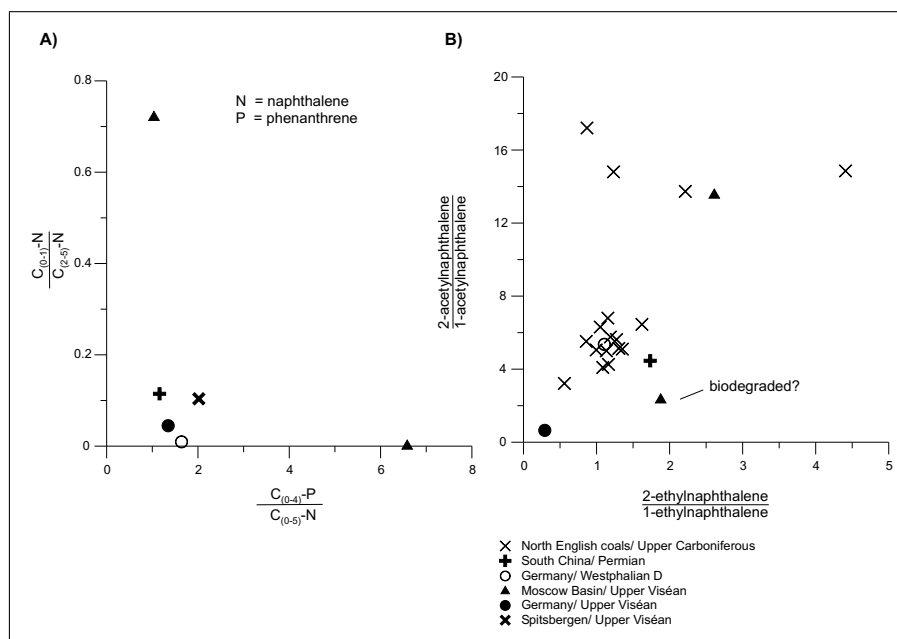 A)
0.8
0.6
0.4
0.2
0
0 2 4 6 8
N = naphthalene
P = phenanthrene
C(0-1)-N
C(2-5)-N
C(0-4)-P
C(0-5)-N
B)
20
16
12
8
4
0
0 1 2 3 4 5
2-acetylnaphthalene
1-acetylnaphthalene
biodegraded?
2-ethylnaphthalene
1-ethylnaphthalene
North English coals/ Upper Carboniferous
South China/ Permian
Germany/ Westphalian D
Moscow Basin/ Upper Viséan
Germany/ Upper Viséan
Spitsbergen/ Upper Viséan